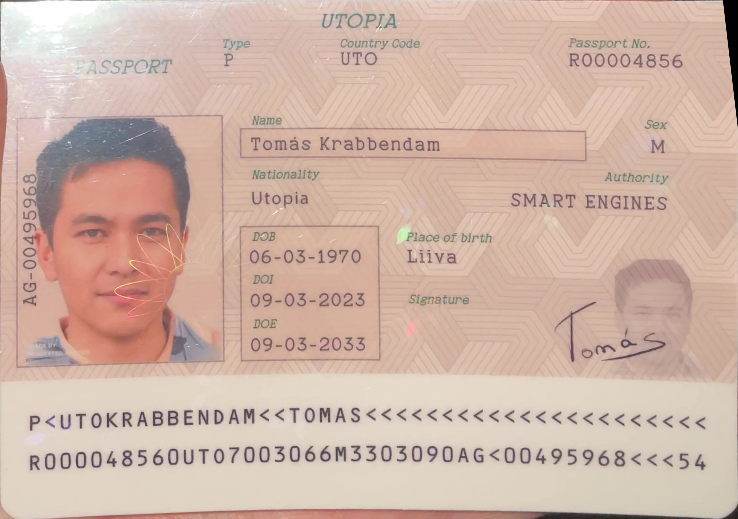 UTOPIA
PASSPORT
Type
P
Country Code
UTO
Passport No.
R00004856
Name
Tomás Krabbendam
Sex
M
Nationality
Utopia
Authority
SMART ENGINES
AG-00495968
DOB
06-03-1970
Place of birth
Liiva
DOI
09-03-2023
Signature
DOE
09-03-2033
Tomás
P<UTOKRABBENDAM<<TOMAS<<<<<<<<<<<<<<<<<<<<<<
R000048560UTO7003066M3303090AG<00495968<<<54